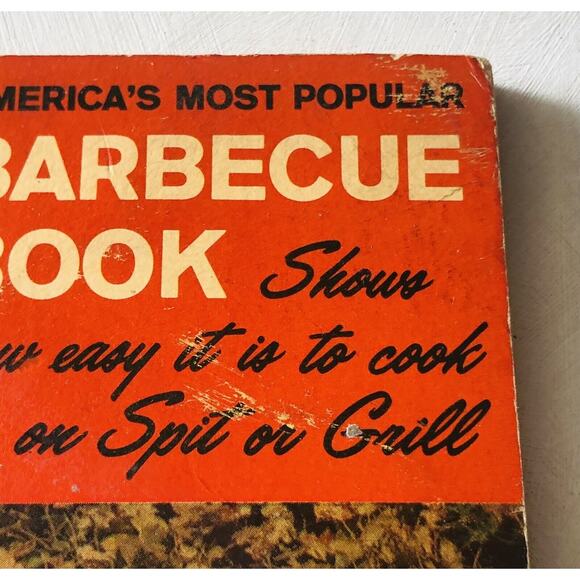 MERICA'S MOST POPULAR
BARBECUE
BOOK Shows
w easy it is to cook
on Spit or Grill